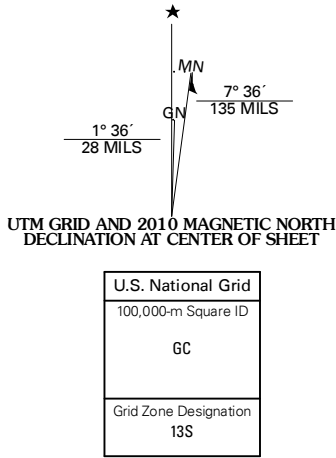 ★
MN
GN
7° 36´
135 MILS
1° 36´
28 MILS
UTM GRID AND 2010 MAGNETIC NORTH
DECLINATION AT CENTER OF SHEET
U.S. National Grid
100,000-m Square ID
GC
Grid Zone Designation
13S